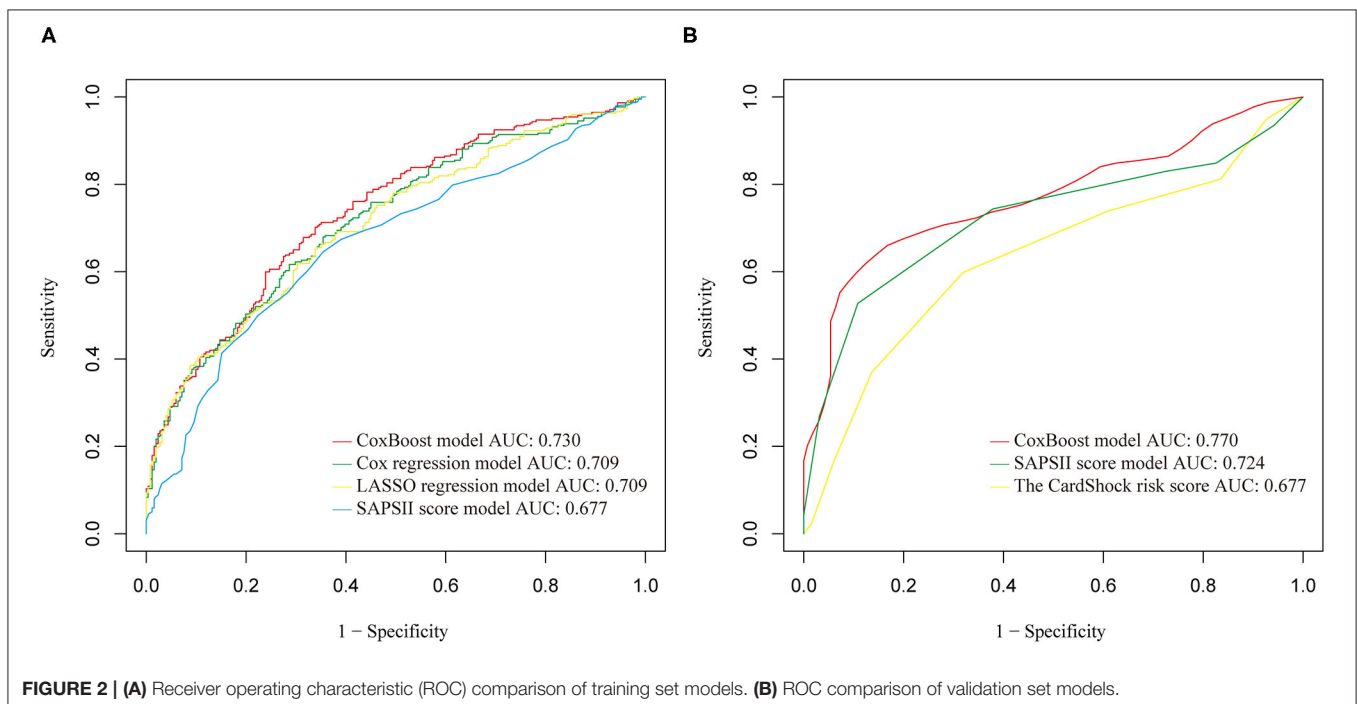 A
B
1.0
0.8
0.6
0.4
0.2
0.0
Sensitivity
CoxBoost model AUC: 0.730
Cox regression model AUC: 0.709
LASSO regression model AUC: 0.709
SAPSII score model AUC: 0.677
0.0 0.2 0.4 0.6 0.8 1.0
1 − Specificity
1.0
0.8
0.6
0.4
0.2
0.0
Sensitivity
CoxBoost model AUC: 0.770
SAPSII score model AUC: 0.724
The CardShock risk score AUC: 0.677
0.0 0.2 0.4 0.6 0.8 1.0
1 − Specificity
FIGURE 2 | (A) Receiver operating characteristic (ROC) comparison of training set models. (B) ROC comparison of validation set models.